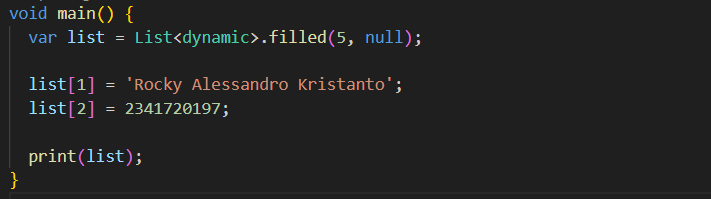 void main() {
  var list = List<dynamic>.filled(5, null);
  list[1] = 'Rocky Alessandro Kristanto';
  list[2] = 2341720197;
  print(list);
}